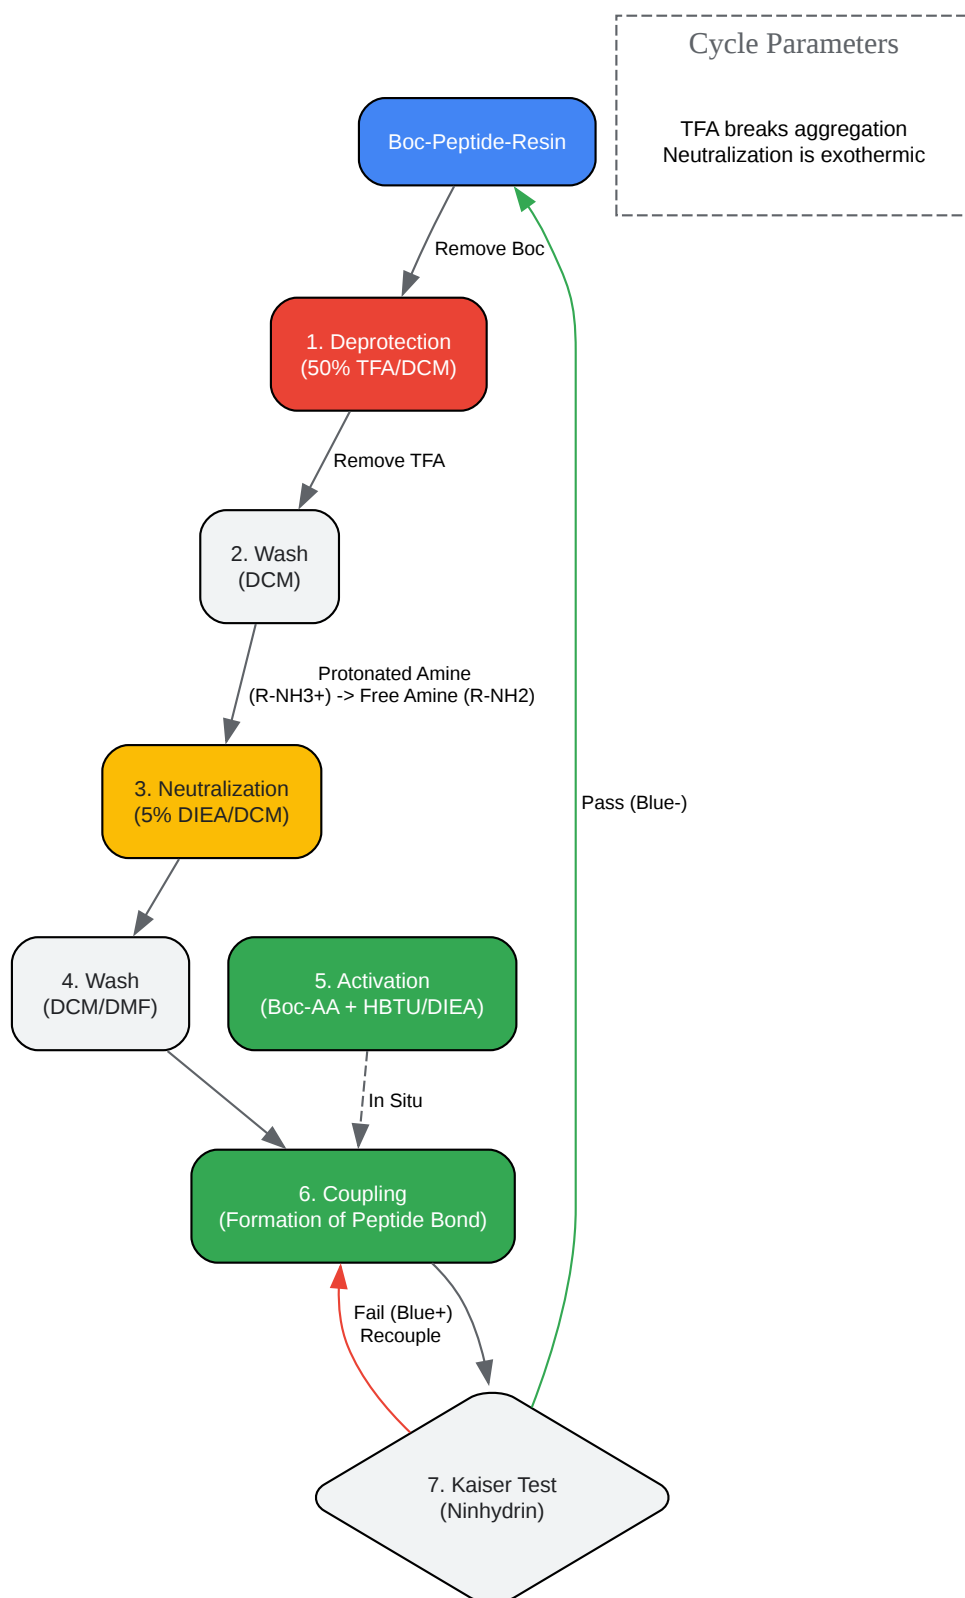 Cycle Parameters
TFA breaks aggregation
Neutralization is exothermic
Boc-Peptide-Resin
Remove Boc
1. Deprotection
(50% TFA/DCM)
Remove TFA
2. Wash
(DCM)
Protonated Amine
(R-NH3+) -> Free Amine (R-NH2)
3. Neutralization
(5% DIEA/DCM)
Pass (Blue-)
4. Wash
(DCM/DMF)
5. Activation
(Boc-AA + HBTU/DIEA)
In Situ
6. Coupling
(Formation of Peptide Bond)
Fail (Blue+)
Recouple
7. Kaiser Test
(Ninhydrin)